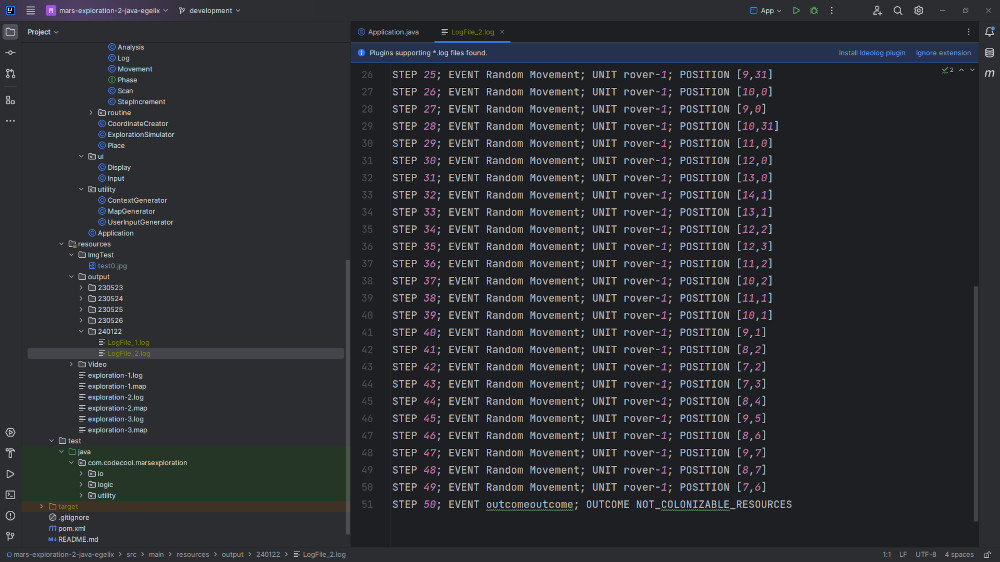 mars-exploration-2-java-egelix
development
App
Project
Application.java
LogFile_2.log
Plugins supporting *.log files found.
Install Ideolog plugin
Ignore extension
Analysis
Log
Movement
Phase
Scan
StepIncrement
routine
CoordinateCreator
ExplorationSimulator
Place
ui
Display
Input
utility
ContextGenerator
MapGenerator
UserInputGenerator
Application
resources
ImgTest
test0.jpg
output
230523
230524
230525
230526
240122
LogFile_1.log
LogFile_2.log
Video
exploration-1.log
exploration-1.map
exploration-2.log
exploration-2.map
exploration-3.log
exploration-3.map
test
java
com.codecool.marsexploration
io
logic
utility
target
.gitignore
pom.xml
README.md
2
26 STEP 25; EVENT Random Movement; UNIT rover-1; POSITION [9,31]
27 STEP 26; EVENT Random Movement; UNIT rover-1; POSITION [10,0]
28 STEP 27; EVENT Random Movement; UNIT rover-1; POSITION [9,0]
29 STEP 28; EVENT Random Movement; UNIT rover-1; POSITION [10,31]
30 STEP 29; EVENT Random Movement; UNIT rover-1; POSITION [11,0]
31 STEP 30; EVENT Random Movement; UNIT rover-1; POSITION [12,0]
32 STEP 31; EVENT Random Movement; UNIT rover-1; POSITION [13,0]
33 STEP 32; EVENT Random Movement; UNIT rover-1; POSITION [14,1]
34 STEP 33; EVENT Random Movement; UNIT rover-1; POSITION [13,1]
35 STEP 34; EVENT Random Movement; UNIT rover-1; POSITION [12,2]
36 STEP 35; EVENT Random Movement; UNIT rover-1; POSITION [12,3]
37 STEP 36; EVENT Random Movement; UNIT rover-1; POSITION [11,2]
38 STEP 37; EVENT Random Movement; UNIT rover-1; POSITION [10,2]
39 STEP 38; EVENT Random Movement; UNIT rover-1; POSITION [11,1]
40 STEP 39; EVENT Random Movement; UNIT rover-1; POSITION [10,1]
41 STEP 40; EVENT Random Movement; UNIT rover-1; POSITION [9,1]
42 STEP 41; EVENT Random Movement; UNIT rover-1; POSITION [8,2]
43 STEP 42; EVENT Random Movement; UNIT rover-1; POSITION [7,2]
44 STEP 43; EVENT Random Movement; UNIT rover-1; POSITION [7,3]
45 STEP 44; EVENT Random Movement; UNIT rover-1; POSITION [8,4]
46 STEP 45; EVENT Random Movement; UNIT rover-1; POSITION [9,5]
47 STEP 46; EVENT Random Movement; UNIT rover-1; POSITION [8,6]
48 STEP 47; EVENT Random Movement; UNIT rover-1; POSITION [9,7]
49 STEP 48; EVENT Random Movement; UNIT rover-1; POSITION [8,7]
50 STEP 49; EVENT Random Movement; UNIT rover-1; POSITION [7,6]
51 STEP 50; EVENT outcomeoutcome; OUTCOME NOT_COLONIZABLE_RESOURCES
mars-exploration-2-java-egelix > src > main > resources > output > 240122 > LogFile_2.log
1:1 LF UTF-8 4 spaces